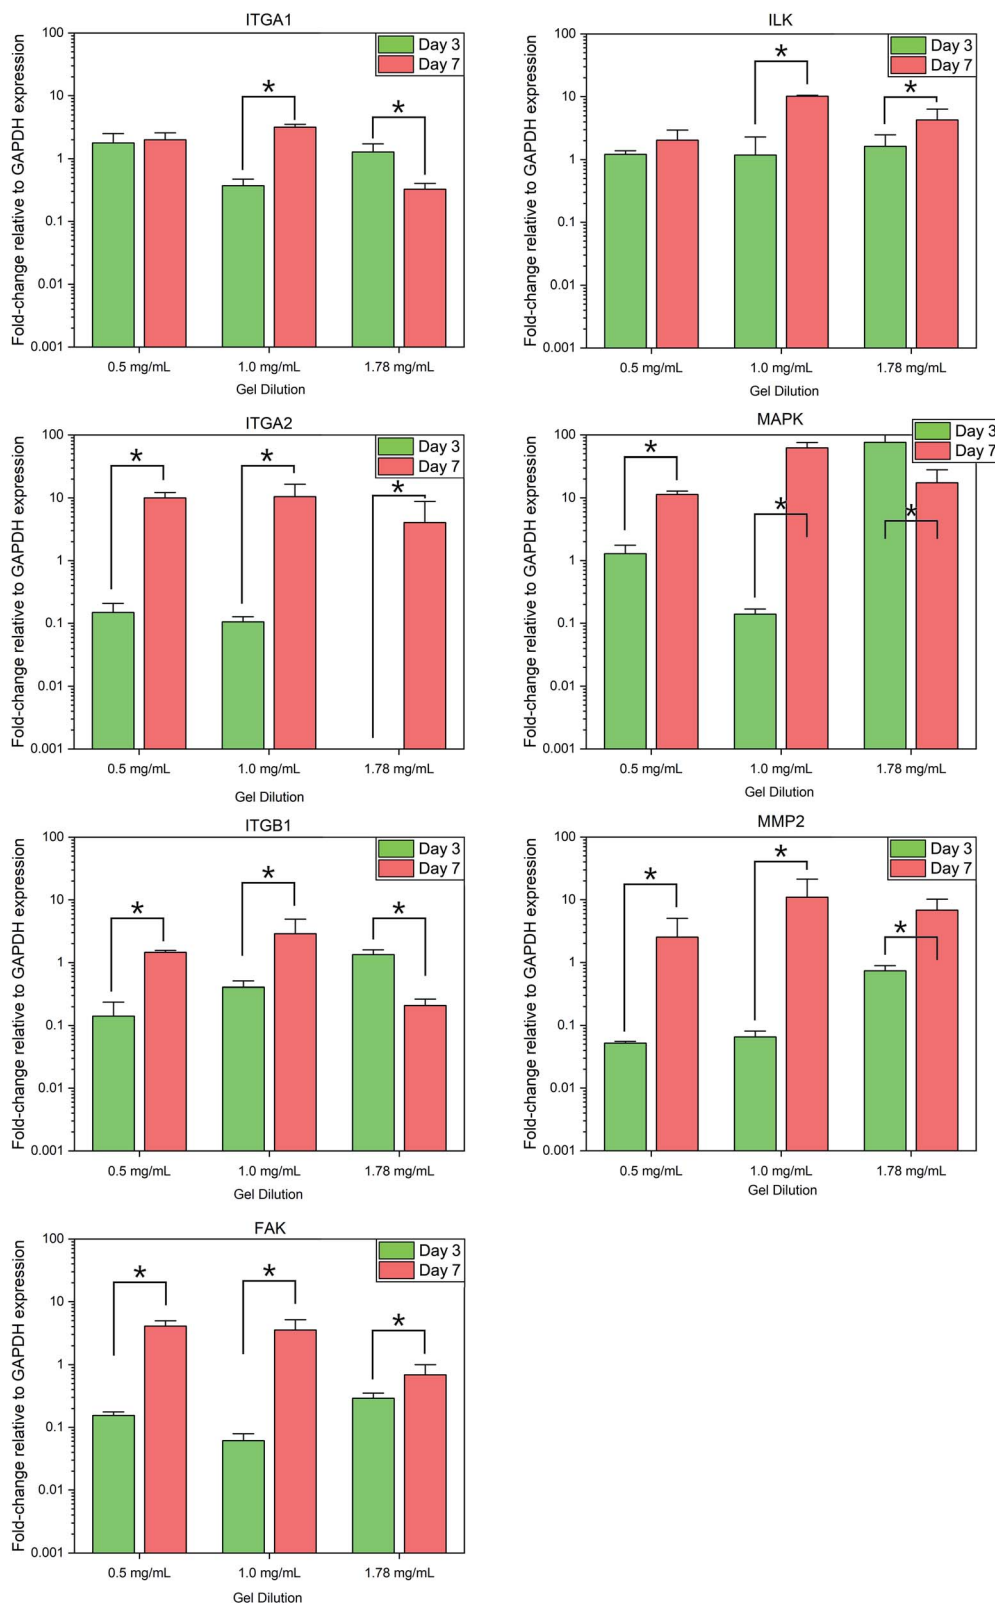 ITGA1
Fold-change relative to GAPDH expression
100
10
1
0.1
0.01
0.001
Day 3
Day 7
*
*
0.5 mg/mL
1.0 mg/mL
1.78 mg/mL
Gel Dilution
ILK
Fold-change relative to GAPDH expression
100
10
1
0.1
0.01
0.001
Day 3
Day 7
*
*
0.5 mg/mL
1.0 mg/mL
1.78 mg/mL
Gel Dilution
ITGA2
Fold-change relative to GAPDH expression
100
10
1
0.1
0.01
0.001
Day 3
Day 7
*
*
*
0.5 mg/mL
1.0 mg/mL
1.78 mg/mL
Gel Dilution
MAPK
Fold-change relative to GAPDH expression
100
10
1
0.1
0.01
0.001
Day 3
Day 7
*
*
*
0.5 mg/mL
1.0 mg/mL
1.78 mg/mL
Gel Dilution
ITGB1
Fold-change relative to GAPDH expression
100
10
1
0.1
0.01
0.001
Day 3
Day 7
*
*
*
0.5 mg/mL
1.0 mg/mL
1.78 mg/mL
Gel Dilution
MMP2
Fold-change relative to GAPDH expression
100
10
1
0.1
0.01
0.001
Day 3
Day 7
*
*
*
0.5 mg/mL
1.0 mg/mL
1.78 mg/mL
Gel Dilution
FAK
Fold-change relative to GAPDH expression
100
10
1
0.1
0.01
0.001
Day 3
Day 7
*
*
*
0.5 mg/mL
1.0 mg/mL
1.78 mg/mL
Gel Dilution